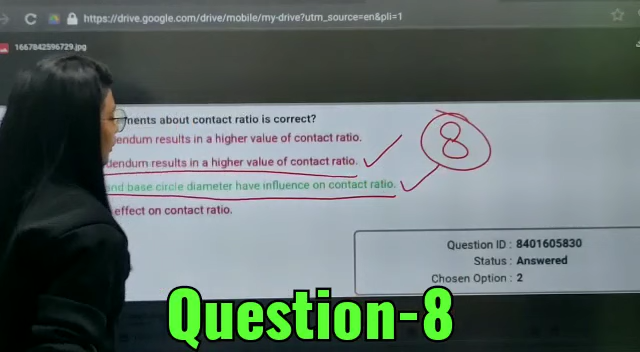 https://drive.google.com/drive/mobile/my-drive?utm_source=en&pli=1
1667842596729.jpg
ments about contact ratio is correct?
endum results in a higher value of contact ratio.
dendum results in a higher value of contact ratio.
and base circle diameter have influence on contact ratio.
effect on contact ratio.
8
Question ID : 8401605830
Status : Answered
Chosen Option : 2
Question-8